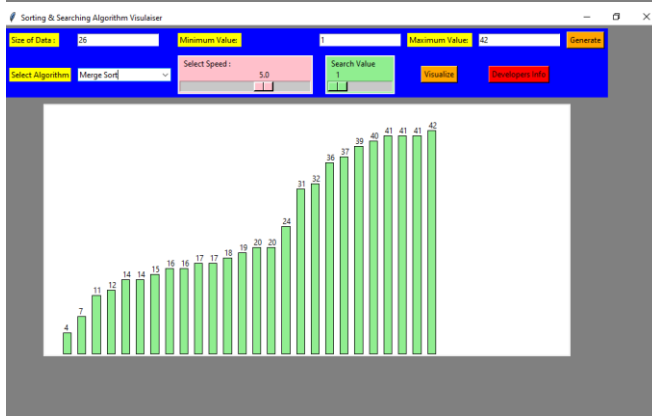 Sorting & Searching Algorithm Visulaiser
Size of Data : 26 Minimum Value: 1 Maximum Value: 42 Generate
Select Algorithm Merge Sort Select Speed : 5.0 Search Value 1 Visualize Developers Info
4 7 11 12 14 14 15 16 16 17 17 18 19 20 20 24 31 32 36 37 39 40 41 41 41 42